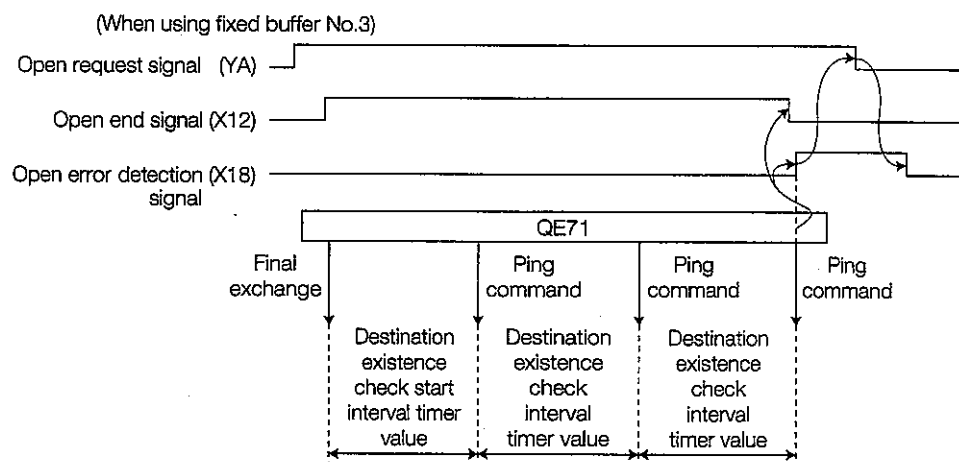 (When using fixed buffer No.3)
Open request signal (YA)
Open end signal (X12)
Open error detection (X18)
signal
QE71
Final
exchange
Ping
command
Ping
command
Ping
command
Destination
existence
check start
interval timer
value
Destination
existence
check
interval
timer value
Destination
existence
check
interval
timer value